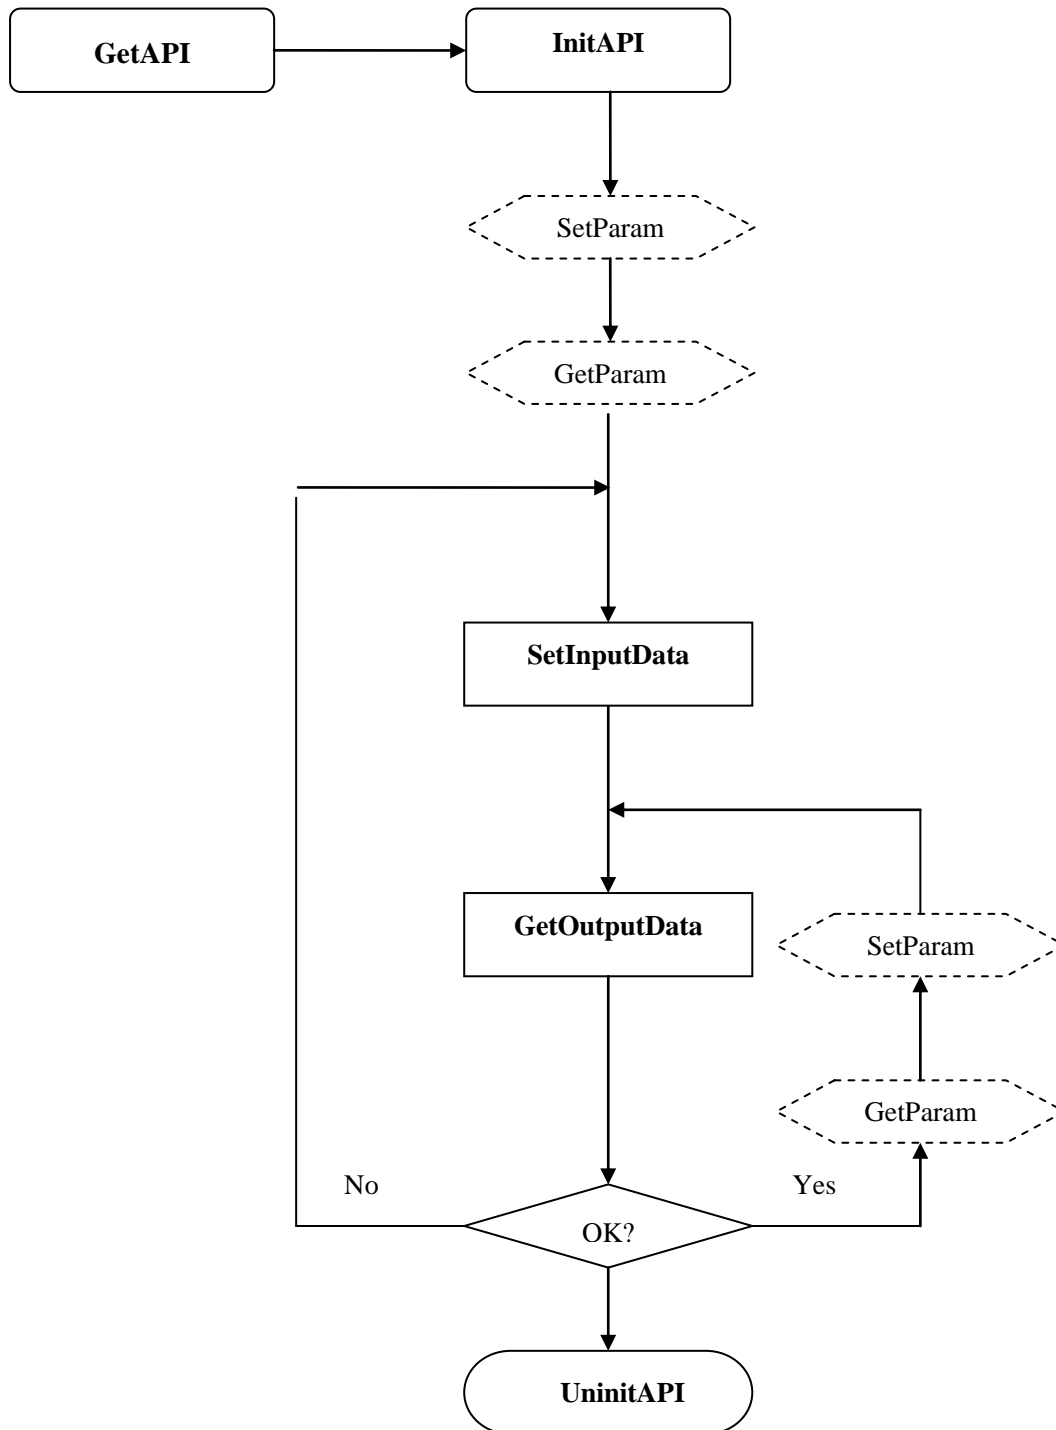 GetAPI
InitAPI
SetParam
GetParam
SetInputData
GetOutputData
SetParam
GetParam
No
Yes
OK?
UninitAPI